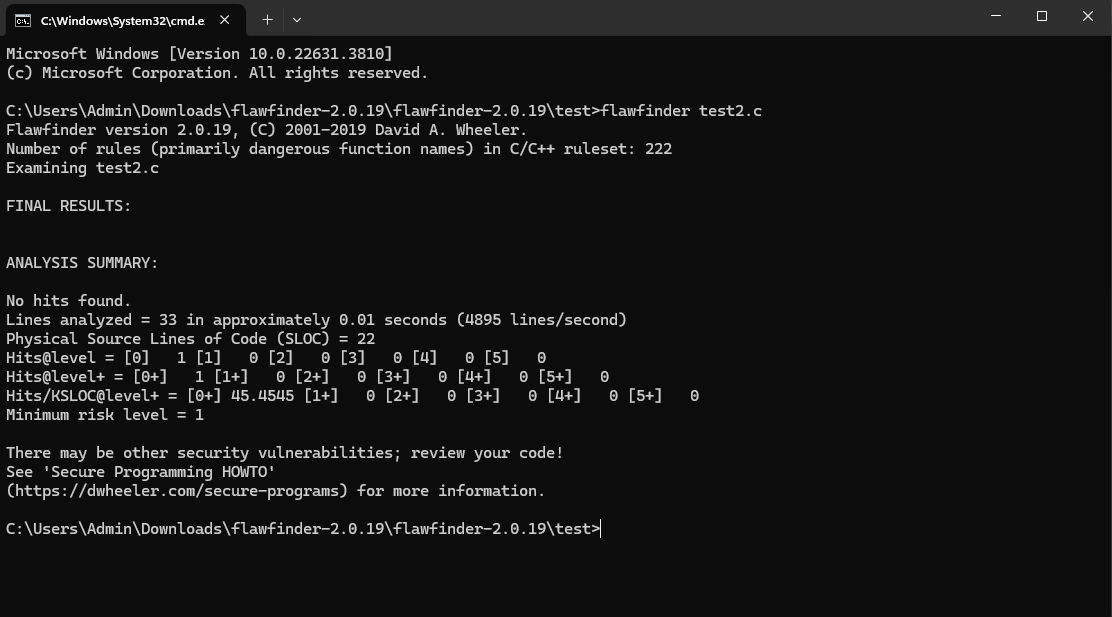 C:\Windows\System32\cmd.e
Microsoft Windows [Version 10.0.22631.3810]
(c) Microsoft Corporation. All rights reserved.
C:\Users\Admin\Downloads\flawfinder-2.0.19\flawfinder-2.0.19\test>flawfinder test2.c
Flawfinder version 2.0.19, (C) 2001-2019 David A. Wheeler.
Number of rules (primarily dangerous function names) in C/C++ ruleset: 222
Examining test2.c
FINAL RESULTS:
ANALYSIS SUMMARY:
No hits found.
Lines analyzed = 33 in approximately 0.01 seconds (4895 lines/second)
Physical Source Lines of Code (SLOC) = 22
Hits@level = [0]   1 [1]   0 [2]   0 [3]   0 [4]   0 [5]   0
Hits@level+ = [0+]   1 [1+]   0 [2+]   0 [3+]   0 [4+]   0 [5+]   0
Hits/KSLOC@level+ = [0+] 45.4545 [1+]   0 [2+]   0 [3+]   0 [4+]   0 [5+]   0
Minimum risk level = 1
There may be other security vulnerabilities; review your code!
See 'Secure Programming HOWTO'
(https://dwheeler.com/secure-programs) for more information.
C:\Users\Admin\Downloads\flawfinder-2.0.19\flawfinder-2.0.19\test>